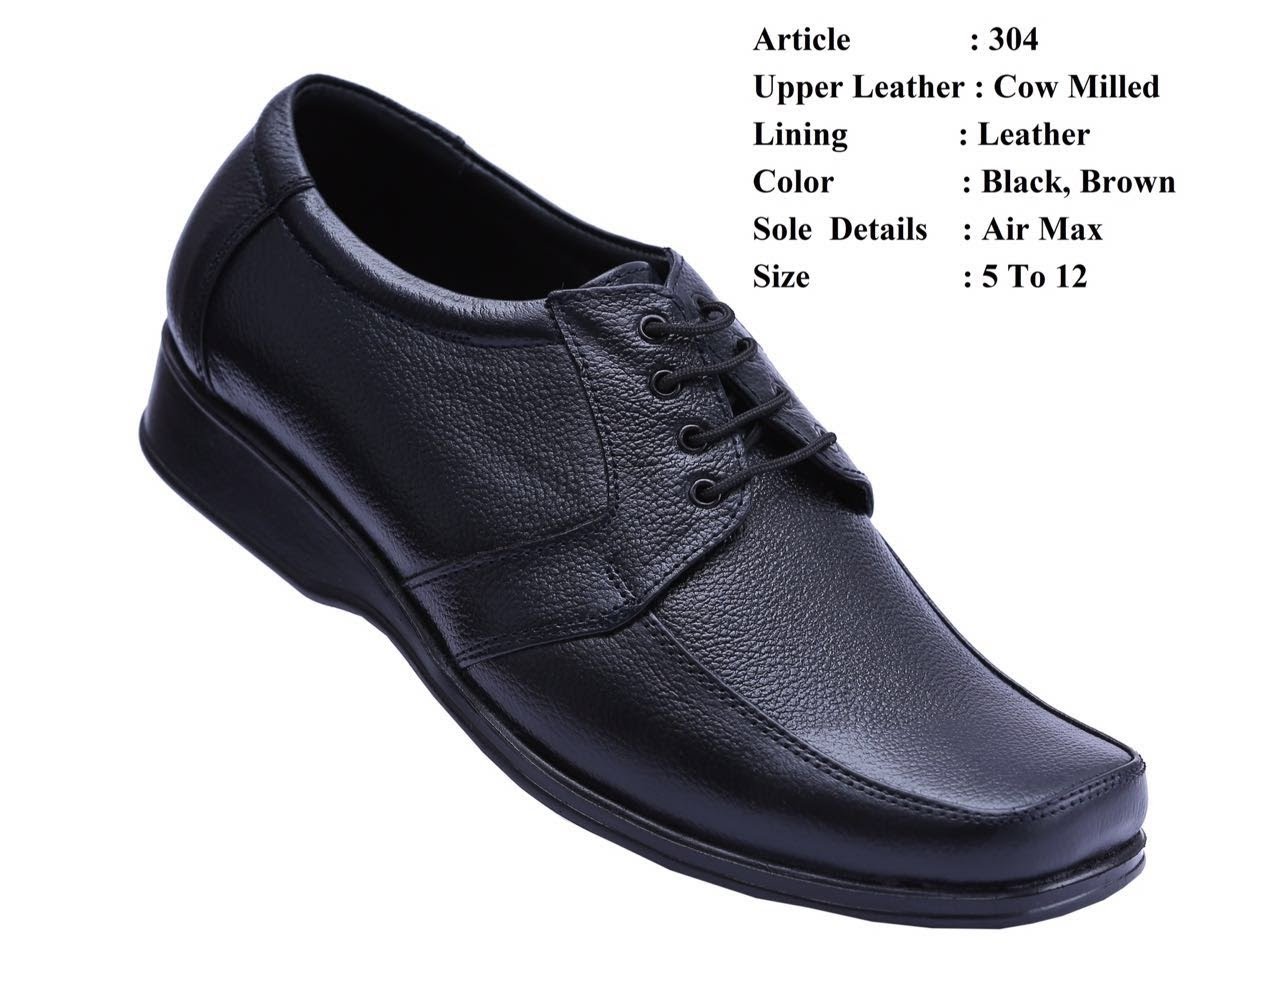 Article : 304
Upper Leather : Cow Milled
Lining : Leather
Color : Black, Brown
Sole Details : Air Max
Size : 5 To 12